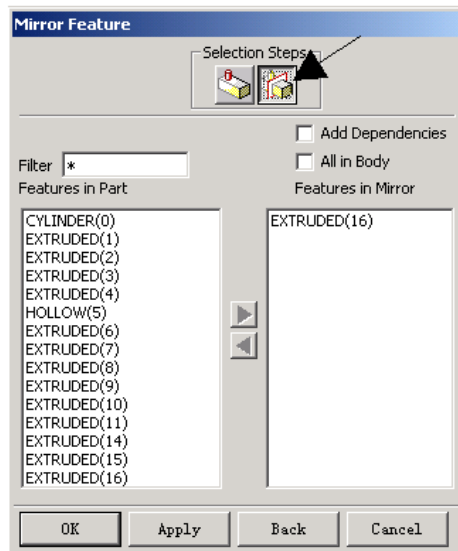 Mirror Feature
Selection Steps
Add Dependencies
Filter *
All in Body
Features in Part
Features in Mirror
CYLINDER(0)
EXTRUDED(1)
EXTRUDED(2)
EXTRUDED(3)
EXTRUDED(4)
HOLLOW(5)
EXTRUDED(6)
EXTRUDED(7)
EXTRUDED(8)
EXTRUDED(9)
EXTRUDED(10)
EXTRUDED(11)
EXTRUDED(14)
EXTRUDED(15)
EXTRUDED(16)
EXTRUDED(16)
OK Apply Back Cancel